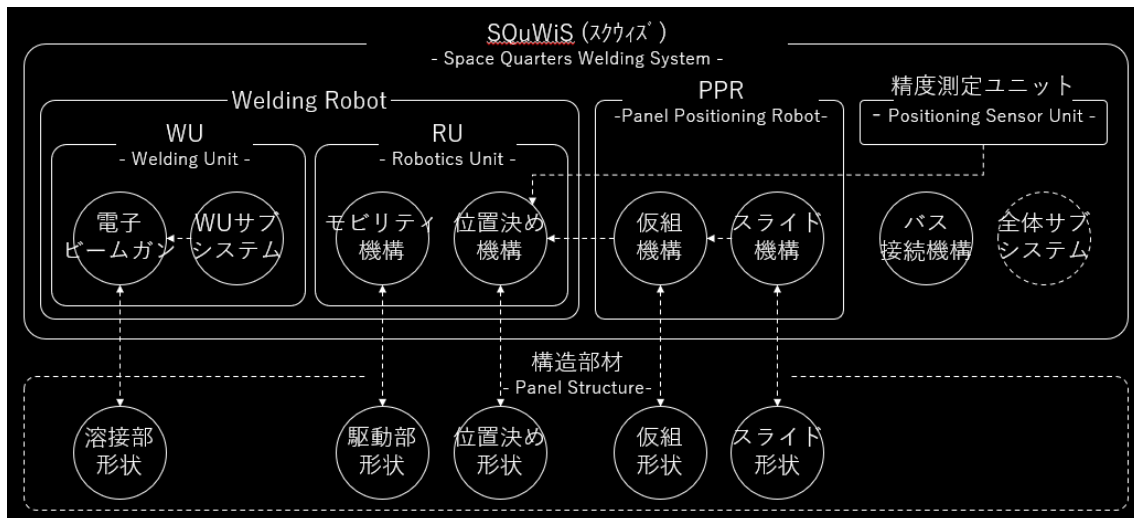 SQuWiS (ｽｸｳｨｽﾞ)
- Space Quarters Welding System -
Welding Robot
WU
- Welding Unit -
電子
ビームガン
WUサブ
システム
RU
- Robotics Unit -
モビリティ
機構
位置決め
機構
PPR
-Panel Positioning Robot-
仮組
機構
スライド
機構
精度測定ユニット
- Positioning Sensor Unit -
バス
接続機構
全体サブ
システム
構造部材
- Panel Structure-
溶接部
形状
駆動部
形状
位置決め
形状
仮組
形状
スライド
形状